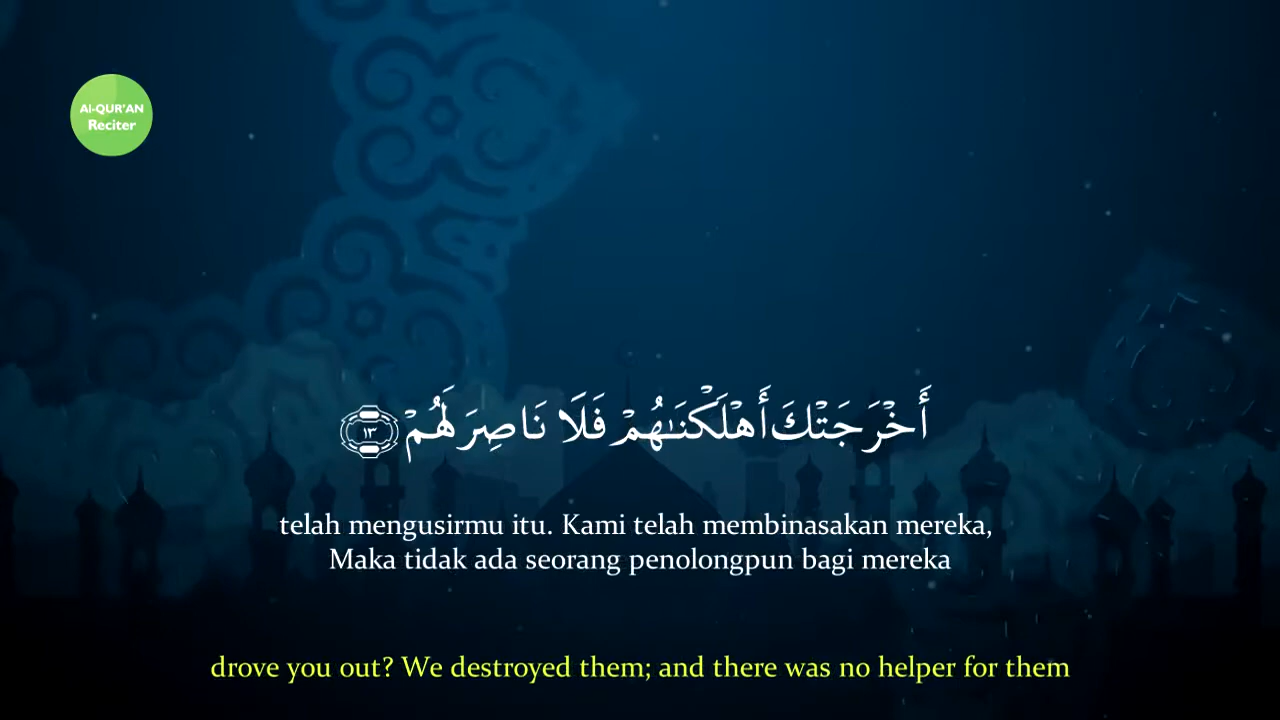 Al-QUR'AN
Reciter
أَخْرَجَتْكَ أَهْلَكْنَـٰهُمْ فَلَا نَاصِرَ لَهُمْ ١٣
telah mengusirmu itu. Kami telah membinasakan mereka,
Maka tidak ada seorang penolongpun bagi mereka
drove you out? We destroyed them; and there was no helper for them